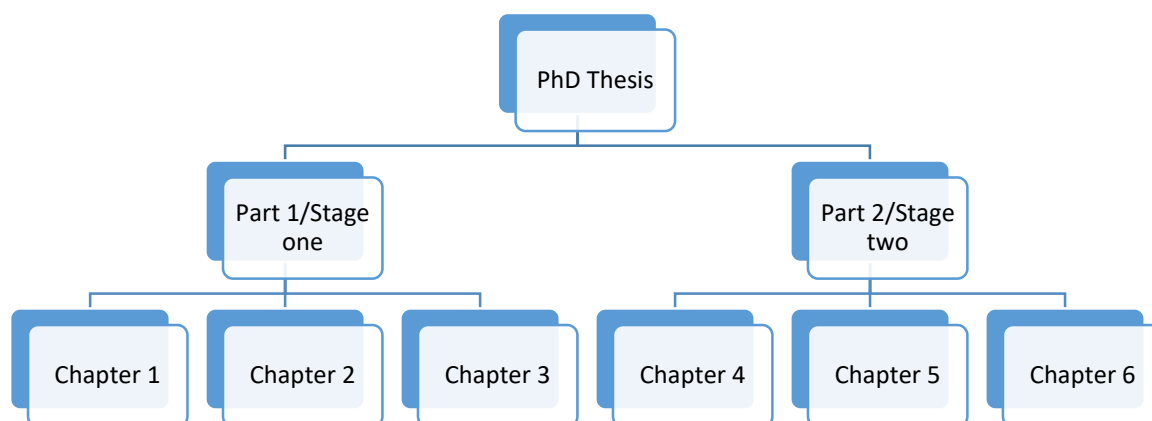 PhD Thesis
Part 1/Stage
one
Part 2/Stage
two
Chapter 1
Chapter 2
Chapter 3
Chapter 4
Chapter 5
Chapter 6